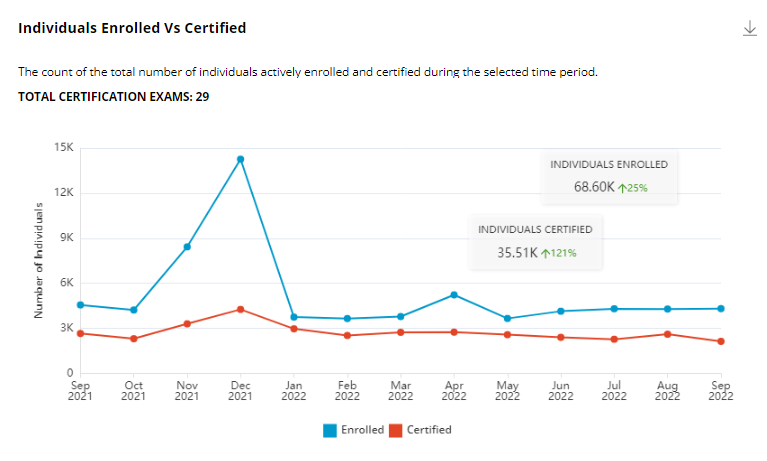 Individuals Enrolled Vs Certified
The count of the total number of individuals actively enrolled and certified during the selected time period.
TOTAL CERTIFICATION EXAMS: 29
Number of Individuals
15K
12K
9K
6K
3K
0
INDIVIDUALS ENROLLED
68.60K ↑25%
INDIVIDUALS CERTIFIED
35.51K ↑121%
Sep Oct Nov Dec Jan Feb Mar Apr May Jun Jul Aug Sep
2021 2021 2021 2021 2022 2022 2022 2022 2022 2022 2022 2022 2022
Enrolled Certified